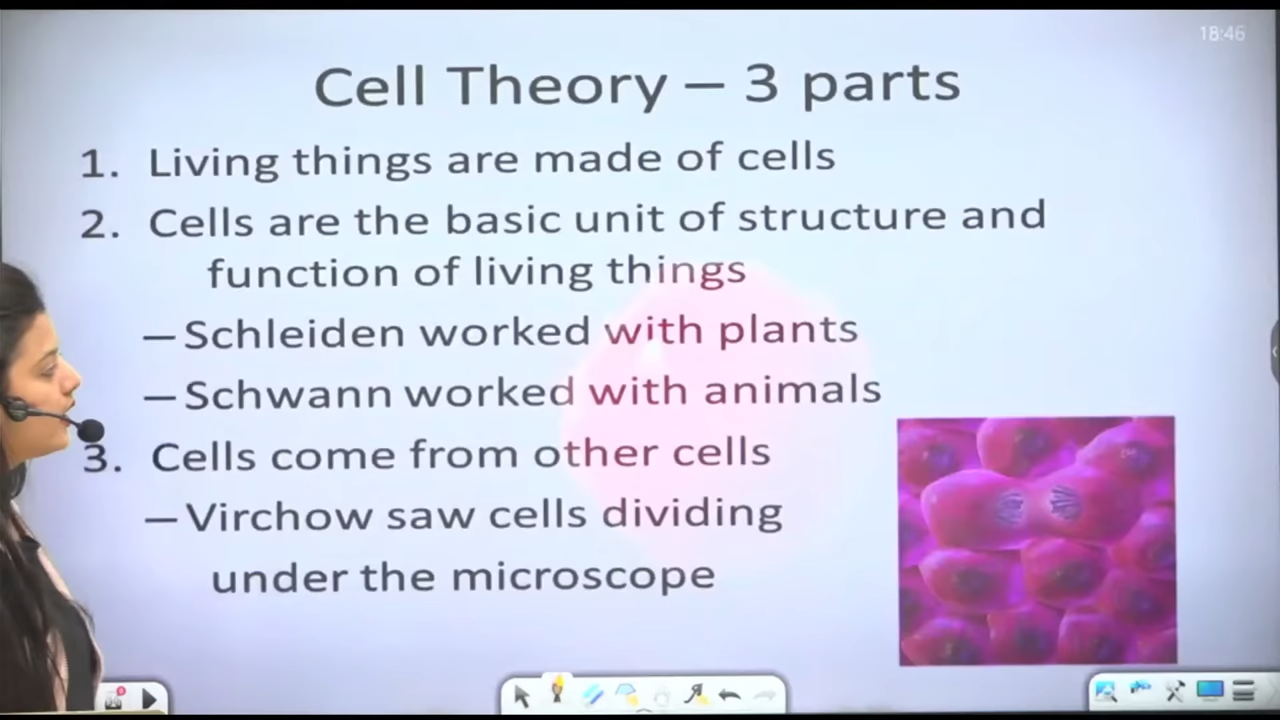 18:46
Cell Theory – 3 parts
1. Living things are made of cells
2. Cells are the basic unit of structure and
function of living things
– Schleiden worked with plants
– Schwann worked with animals
3. Cells come from other cells
– Virchow saw cells dividing
under the microscope